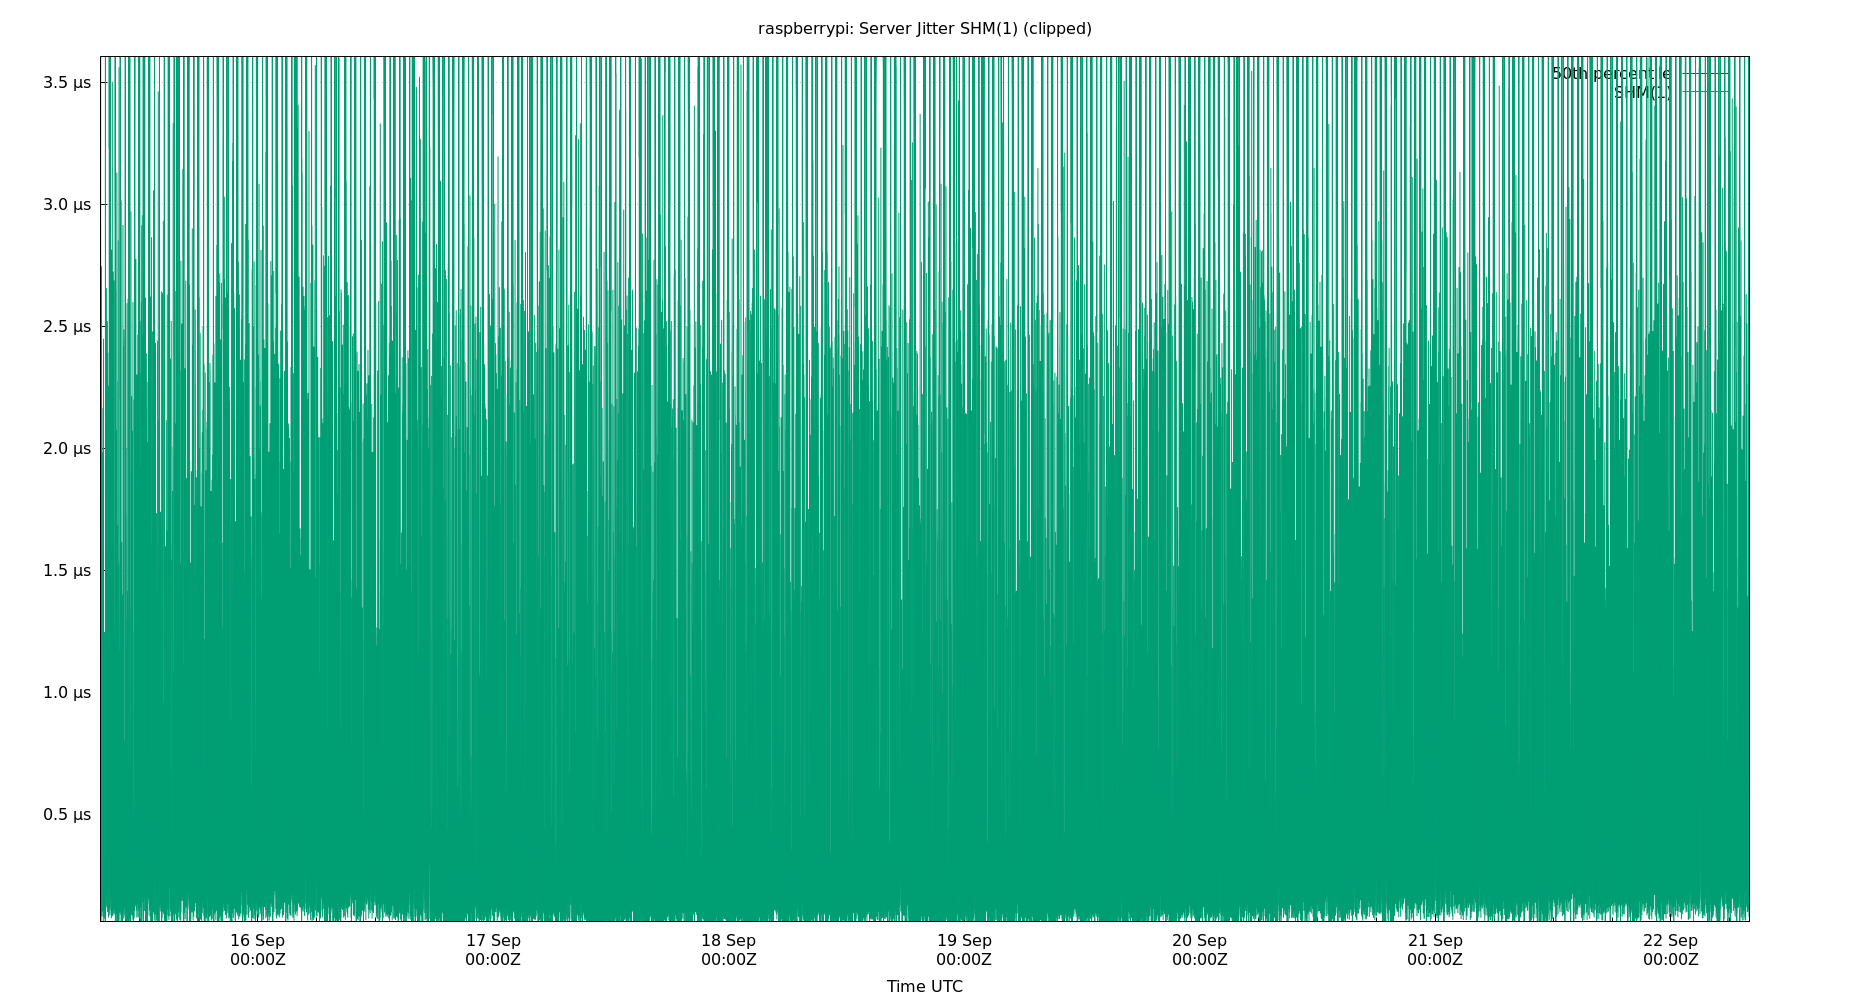 raspberrypi: Server Jitter SHM(1) (clipped)
3.5 µs
3.0 µs
2.5 µs
2.0 µs
1.5 µs
1.0 µs
0.5 µs
50th percentile
SHM(1)
16 Sep 17 Sep 18 Sep 19 Sep 20 Sep 21 Sep 22 Sep
00:00Z 00:00Z 00:00Z 00:00Z 00:00Z 00:00Z 00:00Z
Time UTC